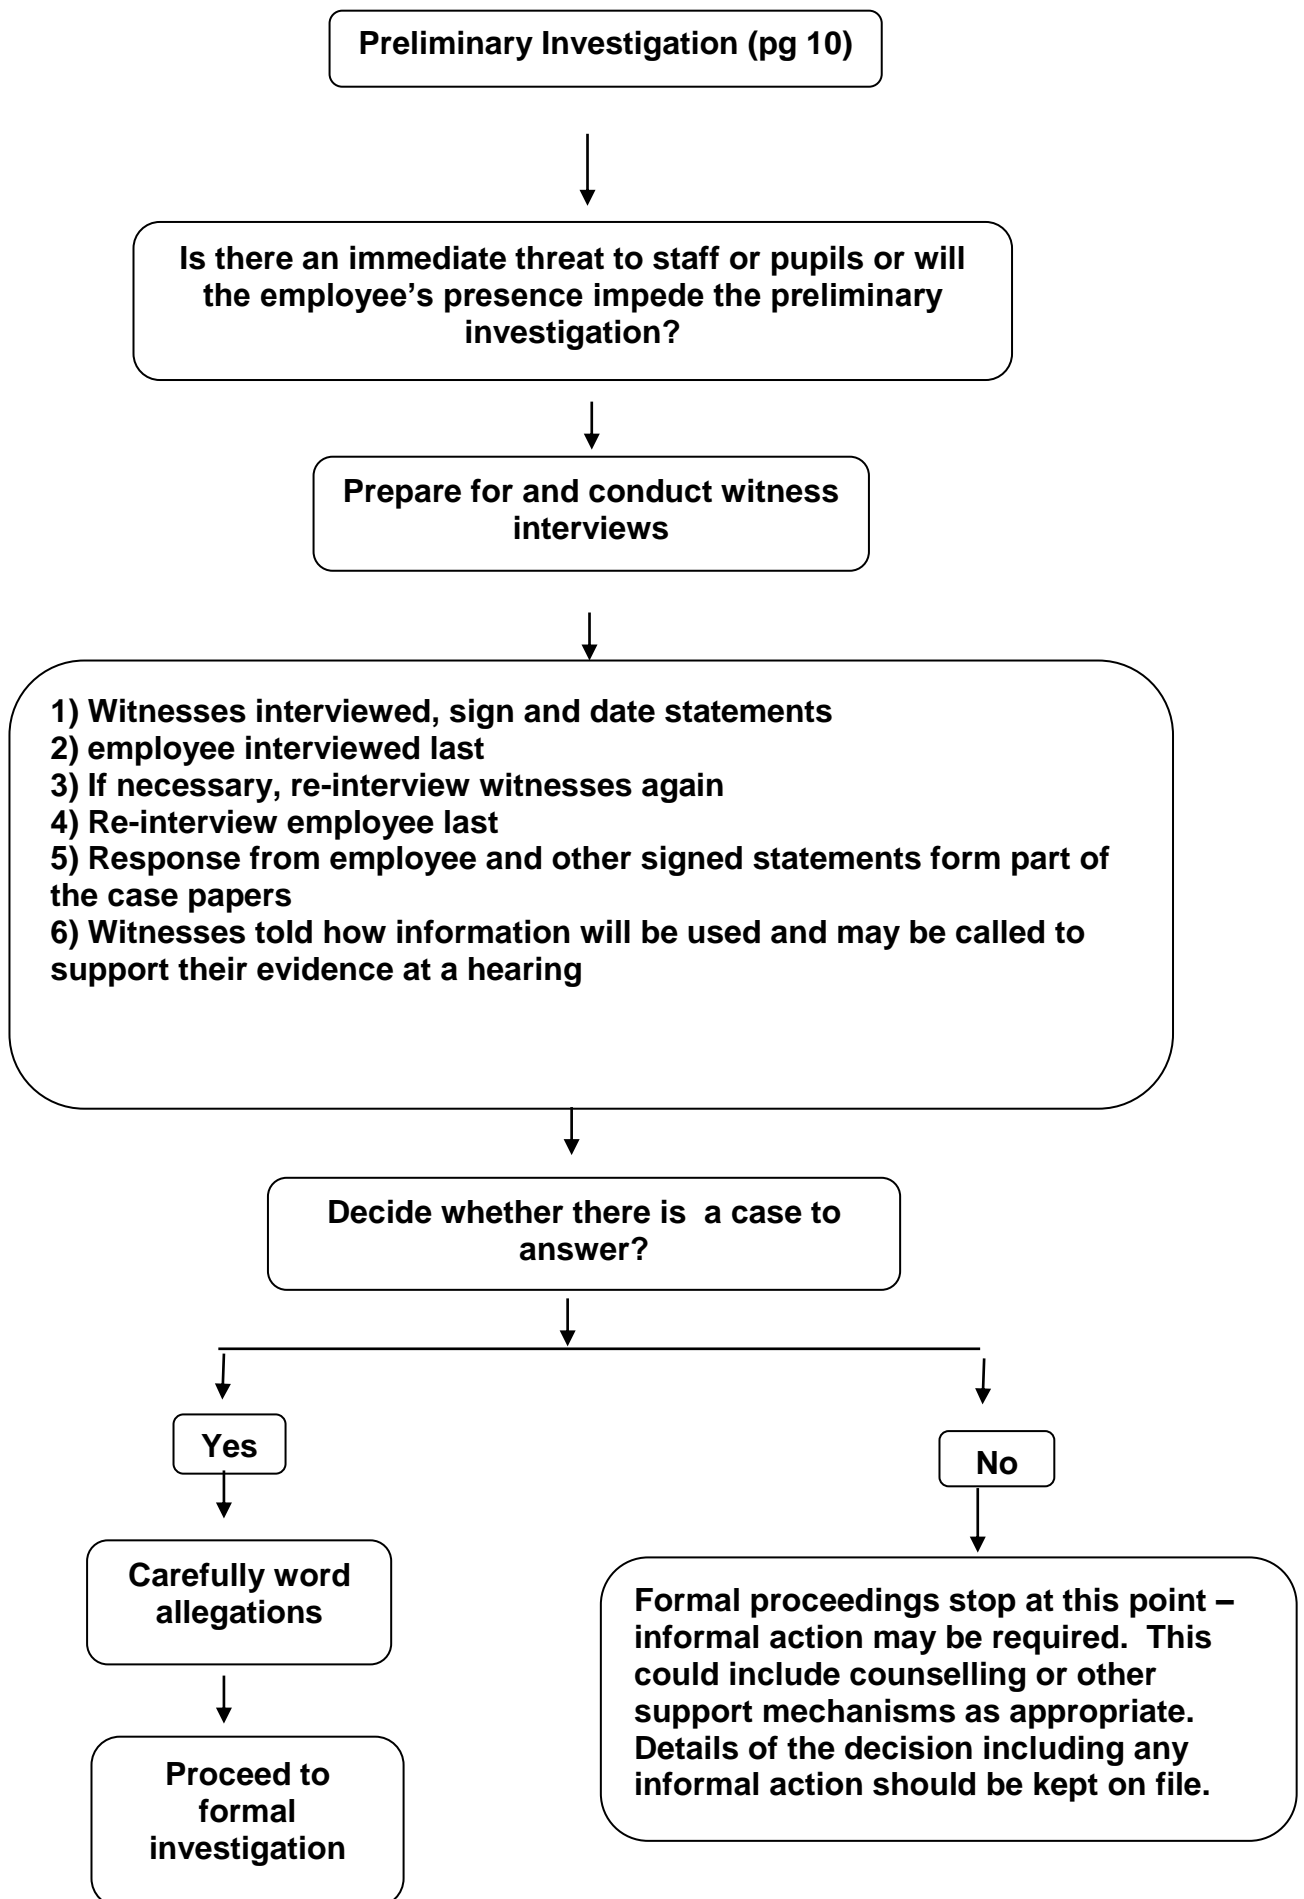 Preliminary Investigation (pg 10)
Is there an immediate threat to staff or pupils or will
the employee’s presence impede the preliminary
investigation?
Prepare for and conduct witness
interviews
1) Witnesses interviewed, sign and date statements
2) employee interviewed last
3) If necessary, re-interview witnesses again
4) Re-interview employee last
5) Response from employee and other signed statements form part of
the case papers
6) Witnesses told how information will be used and may be called to
support their evidence at a hearing
Decide whether there is  a case to
answer?
Yes
No
Carefully word
allegations
Formal proceedings stop at this point –
informal action may be required.  This
could include counselling or other
support mechanisms as appropriate.
Details of the decision including any
informal action should be kept on file.
Proceed to
formal
investigation